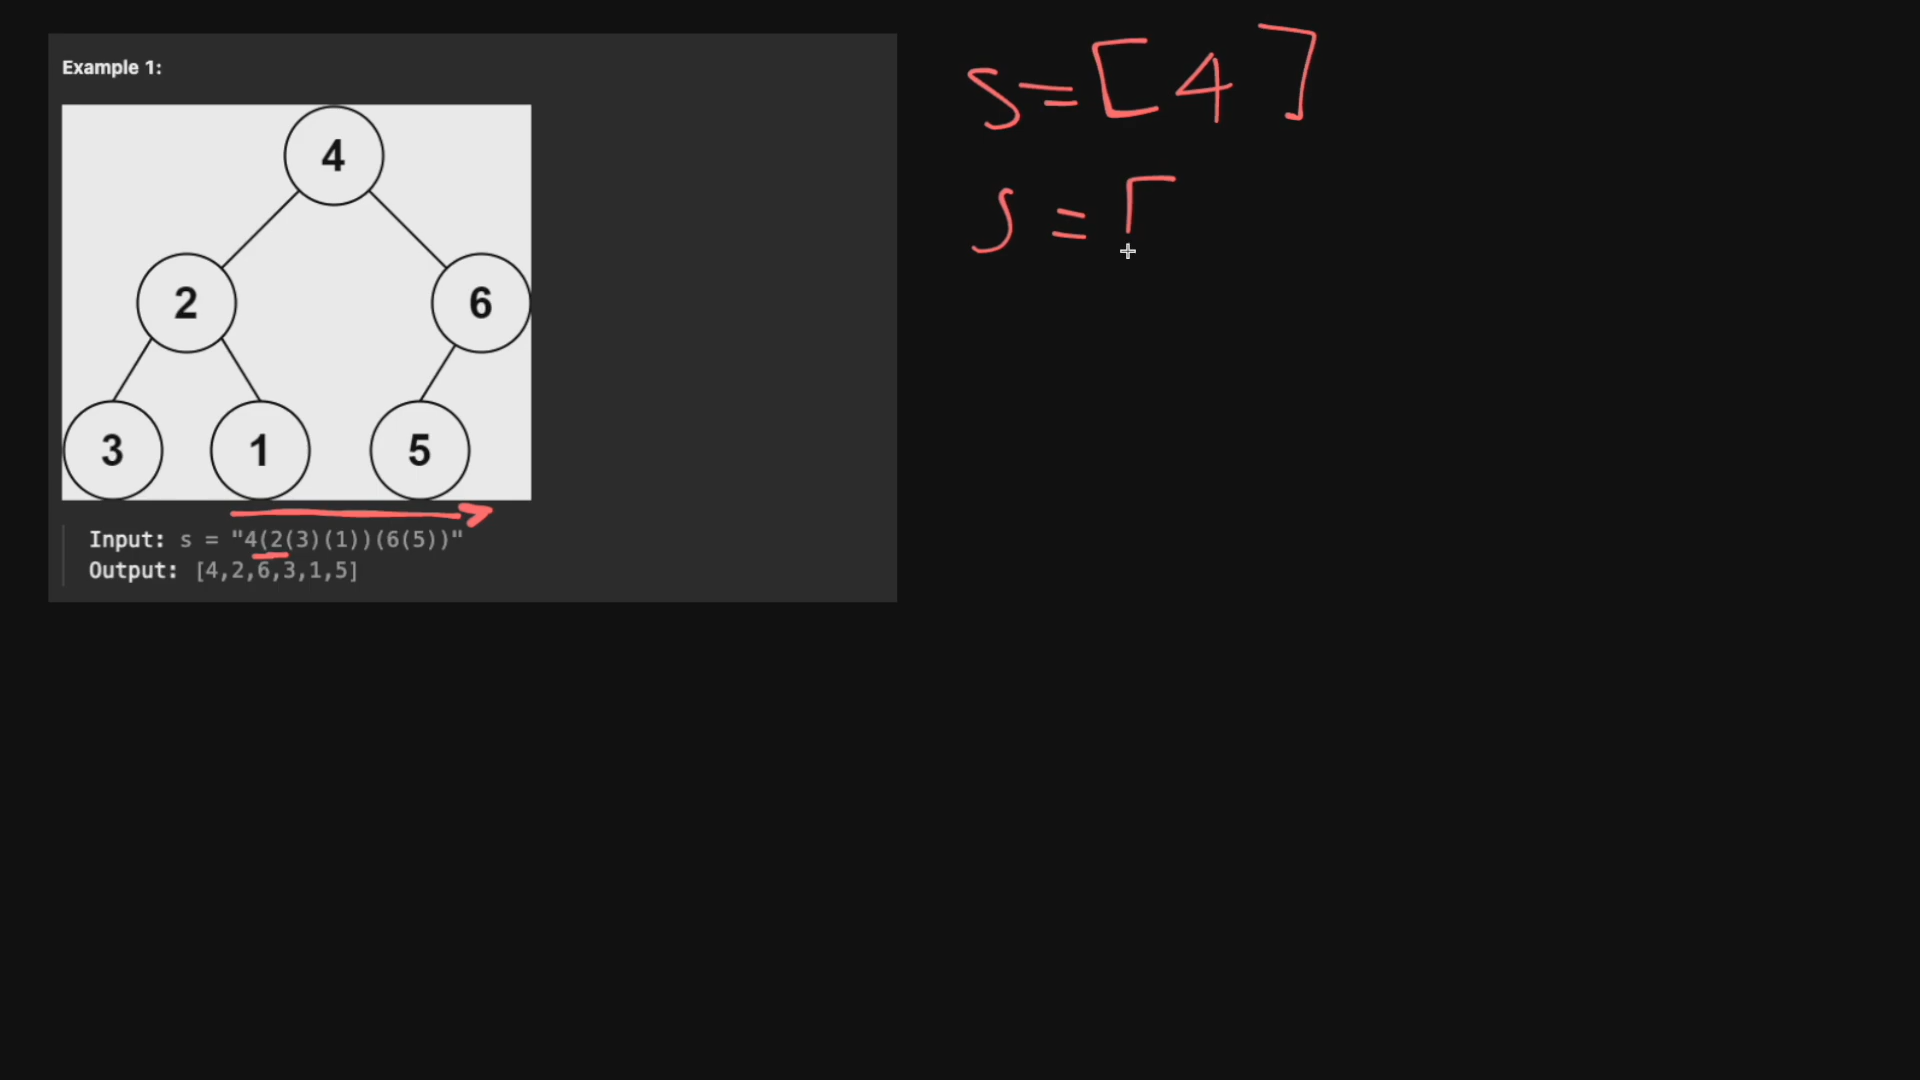 Example 1:
4
2 6
3 1 5
Input: s = "4(2(3)(1))(6(5))"
Output: [4,2,6,3,1,5]
S=[4]
S = [